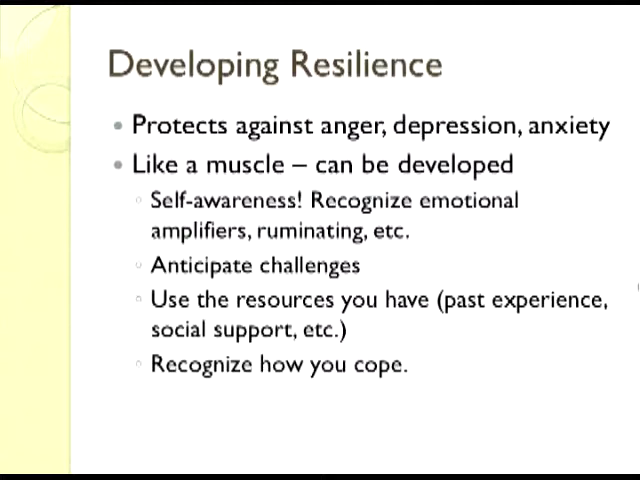 Developing Resilience
• Protects against anger, depression, anxiety
• Like a muscle – can be developed
◦ Self-awareness! Recognize emotional
amplifiers, ruminating, etc.
◦ Anticipate challenges
◦ Use the resources you have (past experience,
social support, etc.)
◦ Recognize how you cope.